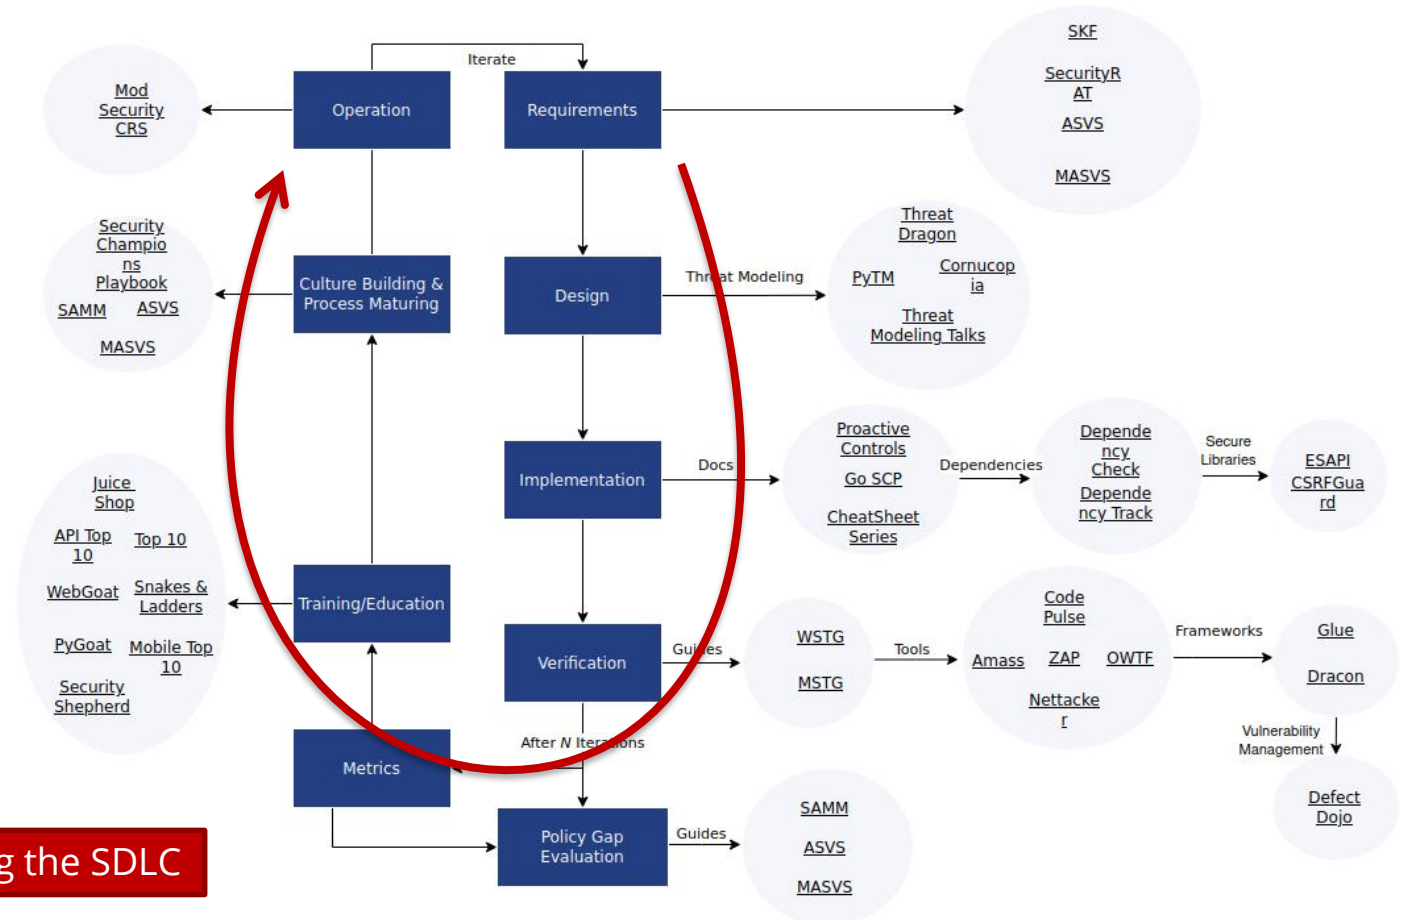 Iterate
Operation
Requirements
Mod
Security
CRS
SKF
SecurityR
AT
ASVS
MASVS
Security
Champio
ns
Playbook
SAMM
ASVS
MASVS
Culture Building &
Process Maturing
Design
Threat Modeling
Threat
Dragon
PyTM
Cornucop
ia
Threat
Modeling Talks
Implementation
Docs
Proactive
Controls
Go SCP
CheatSheet
Series
Dependencies
Depende
ncy
Check
Depende
ncy Track
Secure
Libraries
ESAPI
CSRFGua
rd
Juice
Shop
API Top
10
Top 10
WebGoat
Snakes &
Ladders
PyGoat
Mobile Top
10
Security
Shepherd
Training/Education
Verification
Guides
WSTG
MSTG
Tools
Code
Pulse
Amass
ZAP
OWTF
Nettacke
r
Frameworks
Glue
Dracon
Vulnerability
Management
Defect
Dojo
After N Iterations
Metrics
Policy Gap
Evaluation
Guides
SAMM
ASVS
MASVS
g the SDLC